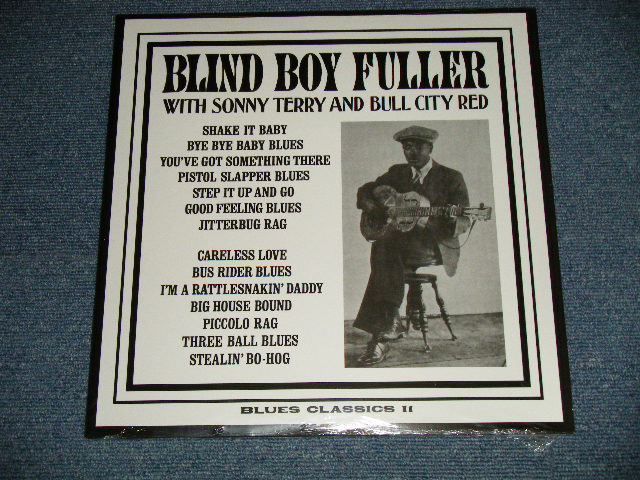 BLIND BOY FULLER
WITH SONNY TERRY AND BULL CITY RED
SHAKE IT BABY
BYE BYE BABY BLUES
YOU'VE GOT SOMETHING THERE
PISTOL SLAPPER BLUES
STEP IT UP AND GO
GOOD FEELING BLUES
JITTERBUG RAG
CARELESS LOVE
BUS RIDER BLUES
I'M A RATTLESNAKIN' DADDY
BIG HOUSE BOUND
PICCOLO RAG
THREE BALL BLUES
STEALIN' BO-HOG
BLUES CLASSICS 11